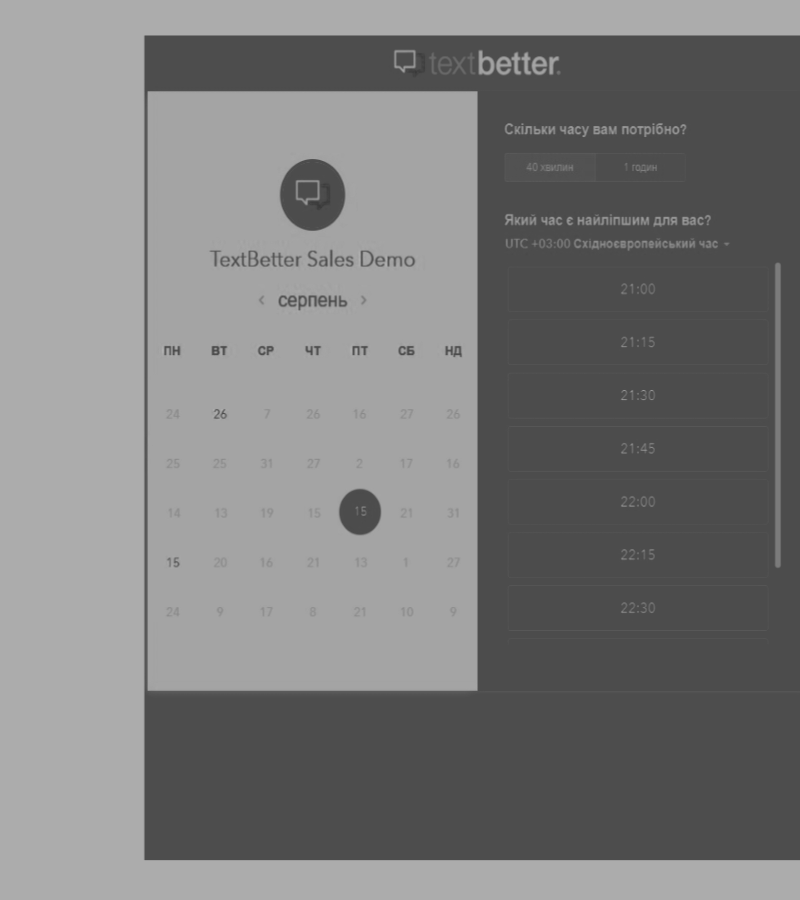 textbetter.
TextBetter Sales Demo
< серпень >
ПН ВТ СР ЧТ ПТ СБ НД
24 26 7 26 16 27 26
25 25 31 27 2 17 16
14 13 19 15 15 21 31
15 20 16 21 13 1 27
24 9 17 8 21 10 9
Скільки часу вам потрібно?
40 хвилин 1 годин
Який час є найліпшим для вас?
UTC +03:00 Східноєвропейський час
21:00
21:15
21:30
21:45
22:00
22:15
22:30